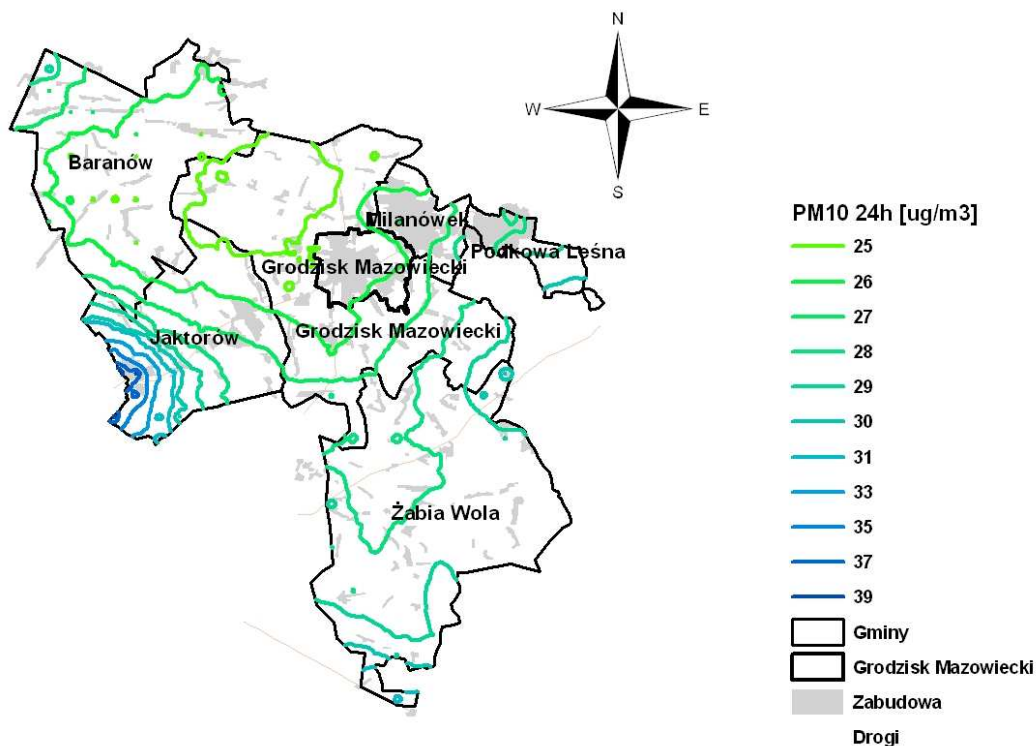 N
W
E
S
Baranów
Milanówek
Podkowa Leśna
Grodzisk Mazowiecki
Grodzisk Mazowiecki
Jaktorów
Żabia Wola
PM10 24h [ug/m3]
25
26
27
28
29
30
31
33
35
37
39
Gminy
Grodzisk Mazowiecki
Zabudowa
Drogi